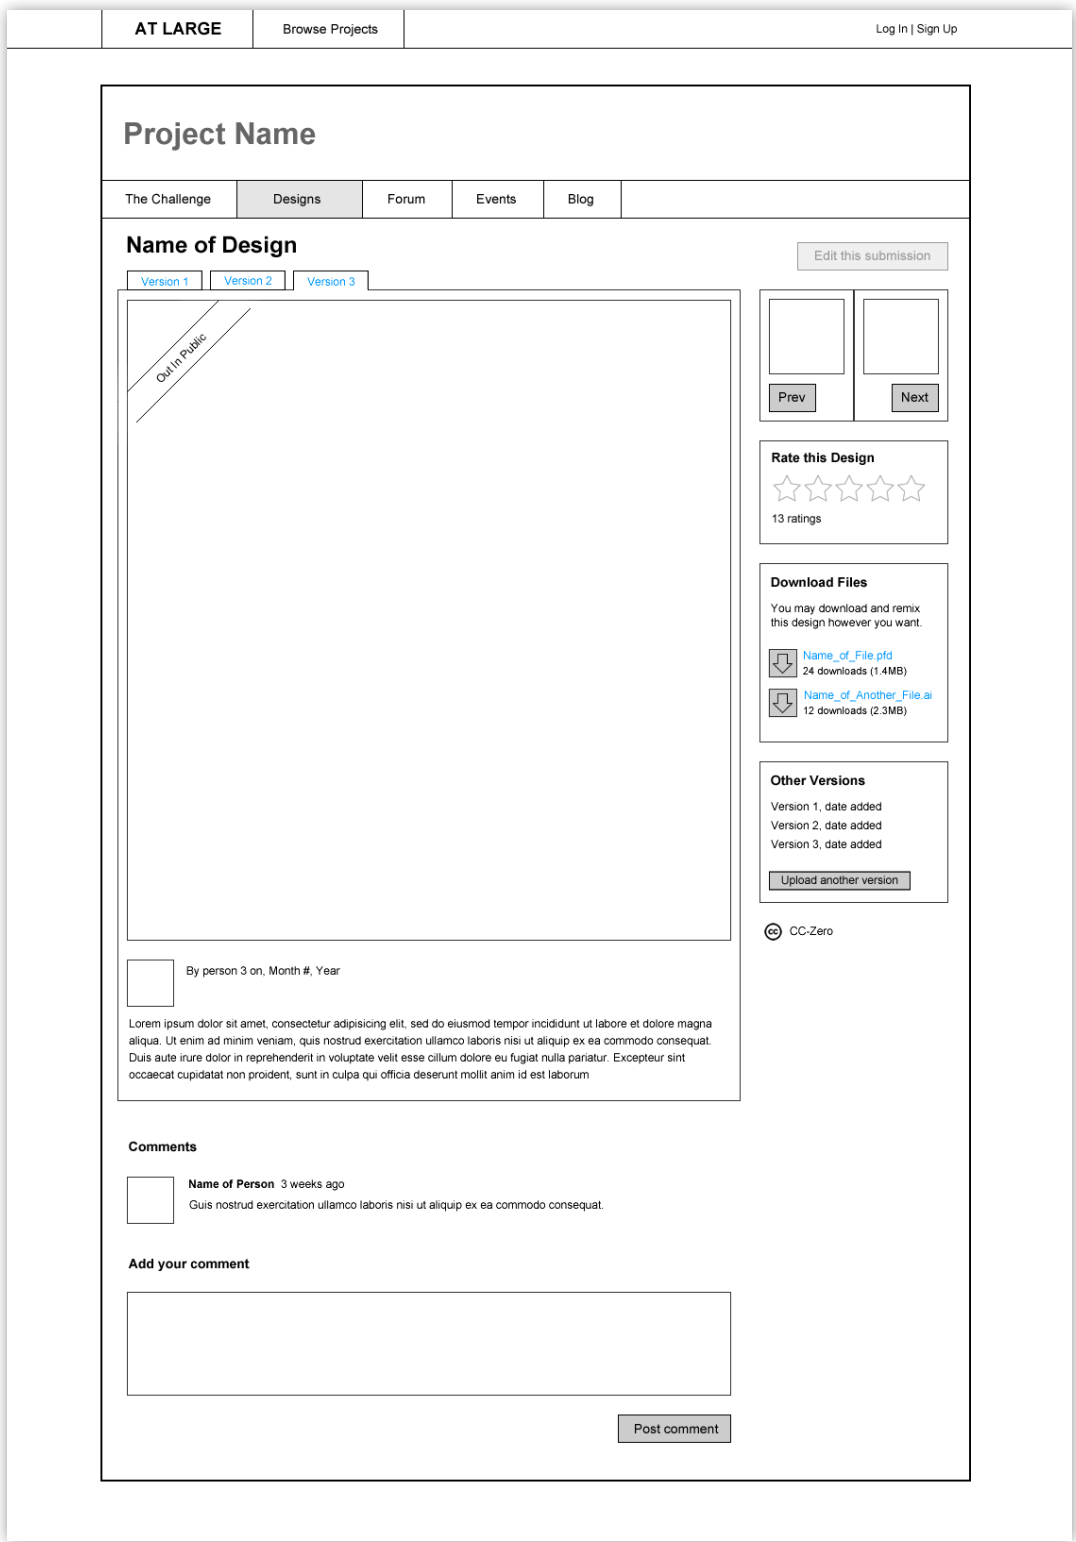 AT LARGE
Browse Projects
Log In | Sign Up
Project Name
The Challenge
Designs
Forum
Events
Blog
Name of Design
Edit this submission
Version 1
Version 2
Version 3
Out In Public
Prev
Next
Rate this Design
13 ratings
Download Files
You may download and remix
this design however you want.
Name_of_File.pfd
24 downloads (1.4MB)
Name_of_Another_File.ai
12 downloads (2.3MB)
Other Versions
Version 1, date added
Version 2, date added
Version 3, date added
Upload another version
cc CC-Zero
By person 3 on, Month #, Year
Lorem ipsum dolor sit amet, consectetur adipisicing elit, sed do eiusmod tempor incididunt ut labore et dolore magna
aliqua. Ut enim ad minim veniam, quis nostrud exercitation ullamco laboris nisi ut aliquip ex ea commodo consequat.
Duis aute irure dolor in reprehenderit in voluptate velit esse cillum dolore eu fugiat nulla pariatur. Excepteur sint
occaecat cupidatat non proident, sunt in culpa qui officia deserunt mollit anim id est laborum
Comments
Name of Person 3 weeks ago
Guis nostrud exercitation ullamco laboris nisi ut aliquip ex ea commodo consequat.
Add your comment
Post comment